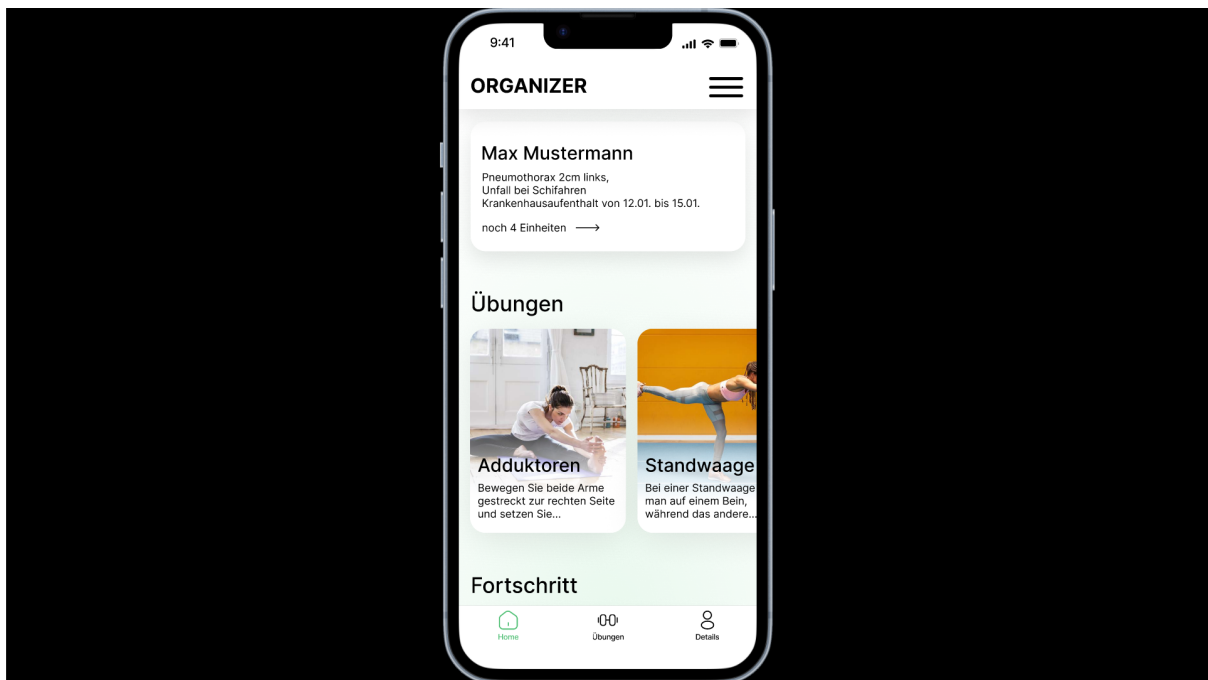 9:41
ORGANIZER
Max Mustermann
Pneumothorax 2cm links,
Unfall bei Schifahren
Krankenhausaufenthalt von 12.01. bis 15.01.
noch 4 Einheiten
Übungen
Adduktoren
Bewegen Sie beide Arme
gestreckt zur rechten Seite
und setzen Sie...
Standwaage
Bei einer Standwaage
man auf einem Bein,
während das andere...
Fortschritt
Home
Übungen
Details